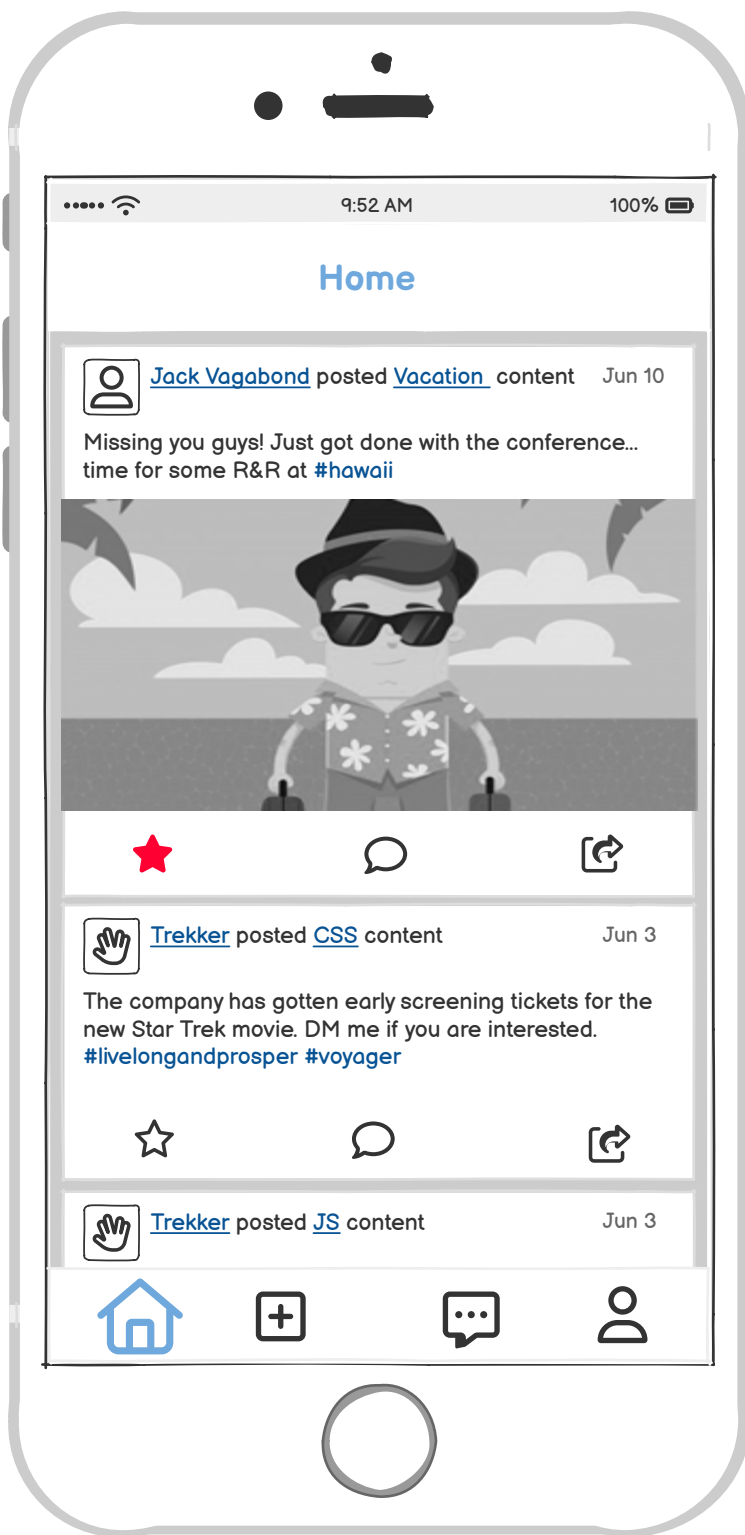 9:52 AM 100%
Home
Jack Vagabond posted Vacation content Jun 10
Missing you guys! Just got done with the conference...
time for some R&R at #hawaii
Trekker posted CSS content Jun 3
The company has gotten early screening tickets for the
new Star Trek movie. DM me if you are interested.
#livelongandprosper #voyager
Trekker posted JS content Jun 3